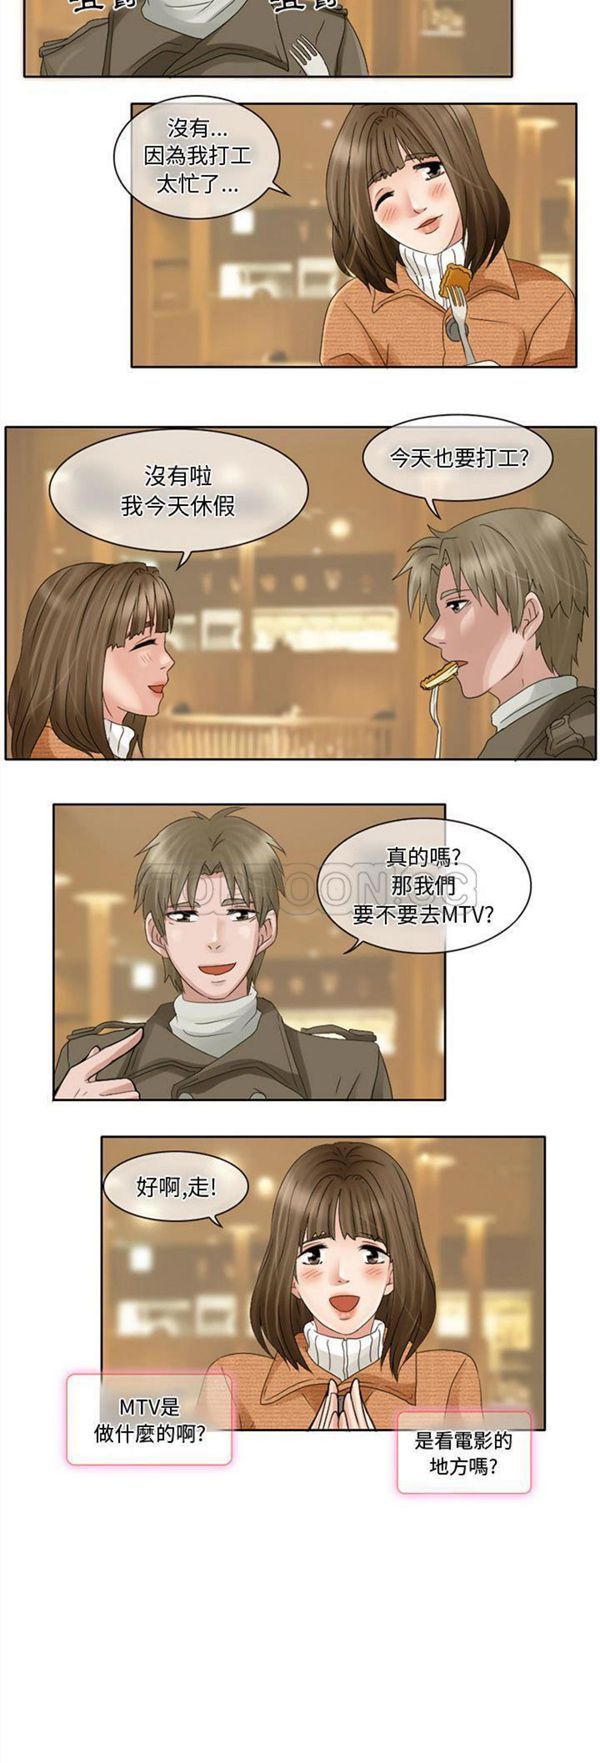 沒有...
因為我打工
太忙了...
今天也要打工?
沒有啦
我今天休假
真的嗎?
那我們
要不要去MTV?
好啊,走!
MTV是
做什麼的啊?
是看電影的
地方嗎?